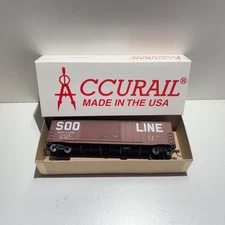 ACCURAIL
MADE IN THE USA
SOO LINE